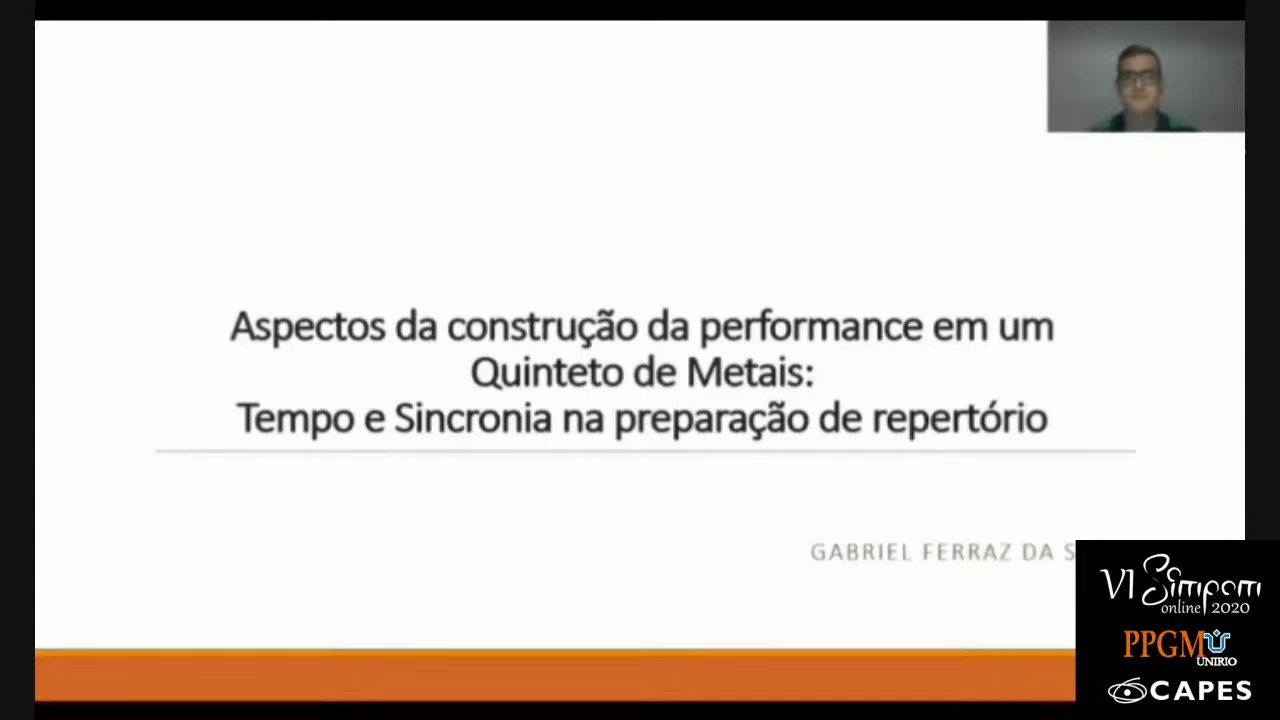 Aspectos da construção da performance em um
Quinteto de Metais:
Tempo e Sincronia na preparação de repertório
GABRIEL FERRAZ DA S
VI Simpom
online 2020
PPGM
UNIRIO
CAPES